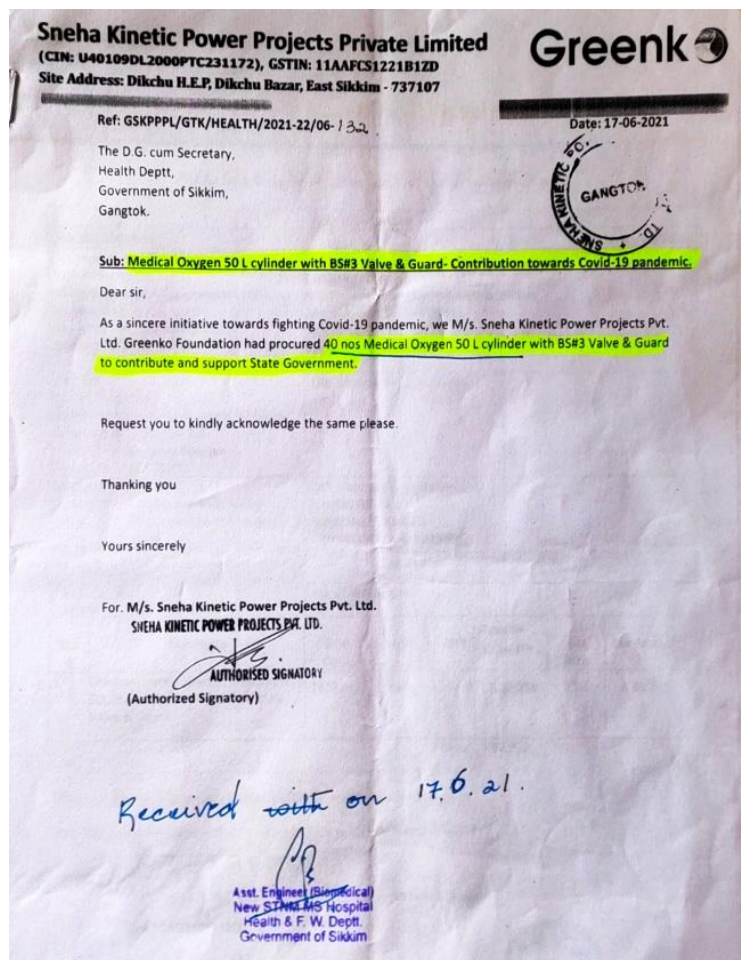 Sneha Kinetic Power Projects Private Limited
(CIN: U40109DL2000PTC231172), GSTIN: 11AAFCS1221B1ZD
Site Address: Dikchu H.E.P, Dikchu Bazar, East Sikkim - 737107
Greenko
Ref: GSKPPPL/GTK/HEALTH/2021-22/06-132.
Date: 17-06-2021
The D.G. cum Secretary,
Health Deptt,
Government of Sikkim,
Gangtok.
SNEHA KINETIC
GANGTOK
Sub: Medical Oxygen 50 L cylinder with BS#3 Valve & Guard- Contribution towards Covid-19 pandemic.
Dear sir,
As a sincere initiative towards fighting Covid-19 pandemic, we M/s. Sneha Kinetic Power Projects Pvt.
Ltd. Greenko Foundation had procured 40 nos Medical Oxygen 50 L cylinder with BS#3 Valve & Guard
to contribute and support State Government.
Request you to kindly acknowledge the same please.
Thanking you
Yours sincerely
For. M/s. Sneha Kinetic Power Projects Pvt. Ltd.
SNEHA KINETIC POWER PROJECTS PVT. LTD.
AUTHORISED SIGNATORY
(Authorized Signatory)
Received with on 17.6.21.
Asst. Engineer (Biomedical)
New STNM MS Hospital
Health & F. W. Deptt.
Government of Sikkim